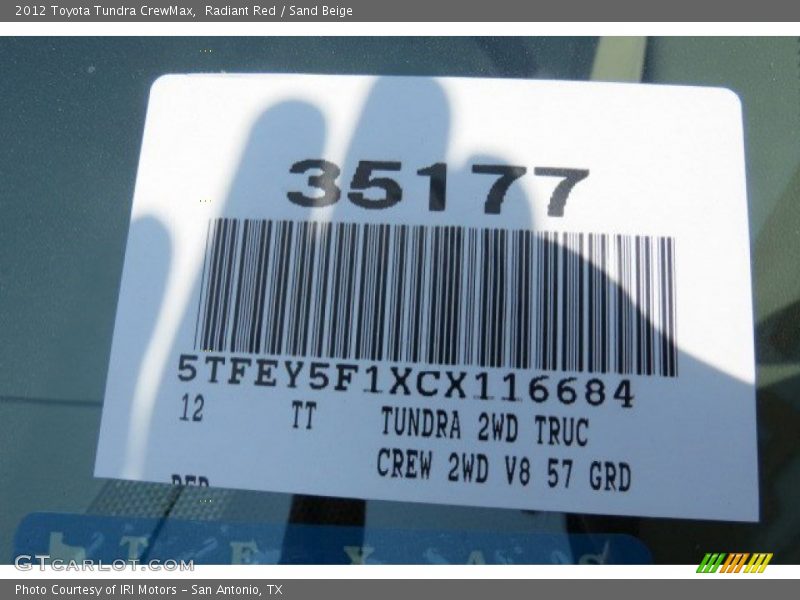 2012 Toyota Tundra CrewMax, Radiant Red / Sand Beige
35177
5TFEY5F1XCX116684
12 TT TUNDRA 2WD TRUC
CREW 2WD V8 57 GRD
RED
GTcarlot.com
Photo Courtesy of IRI Motors – San Antonio, TX